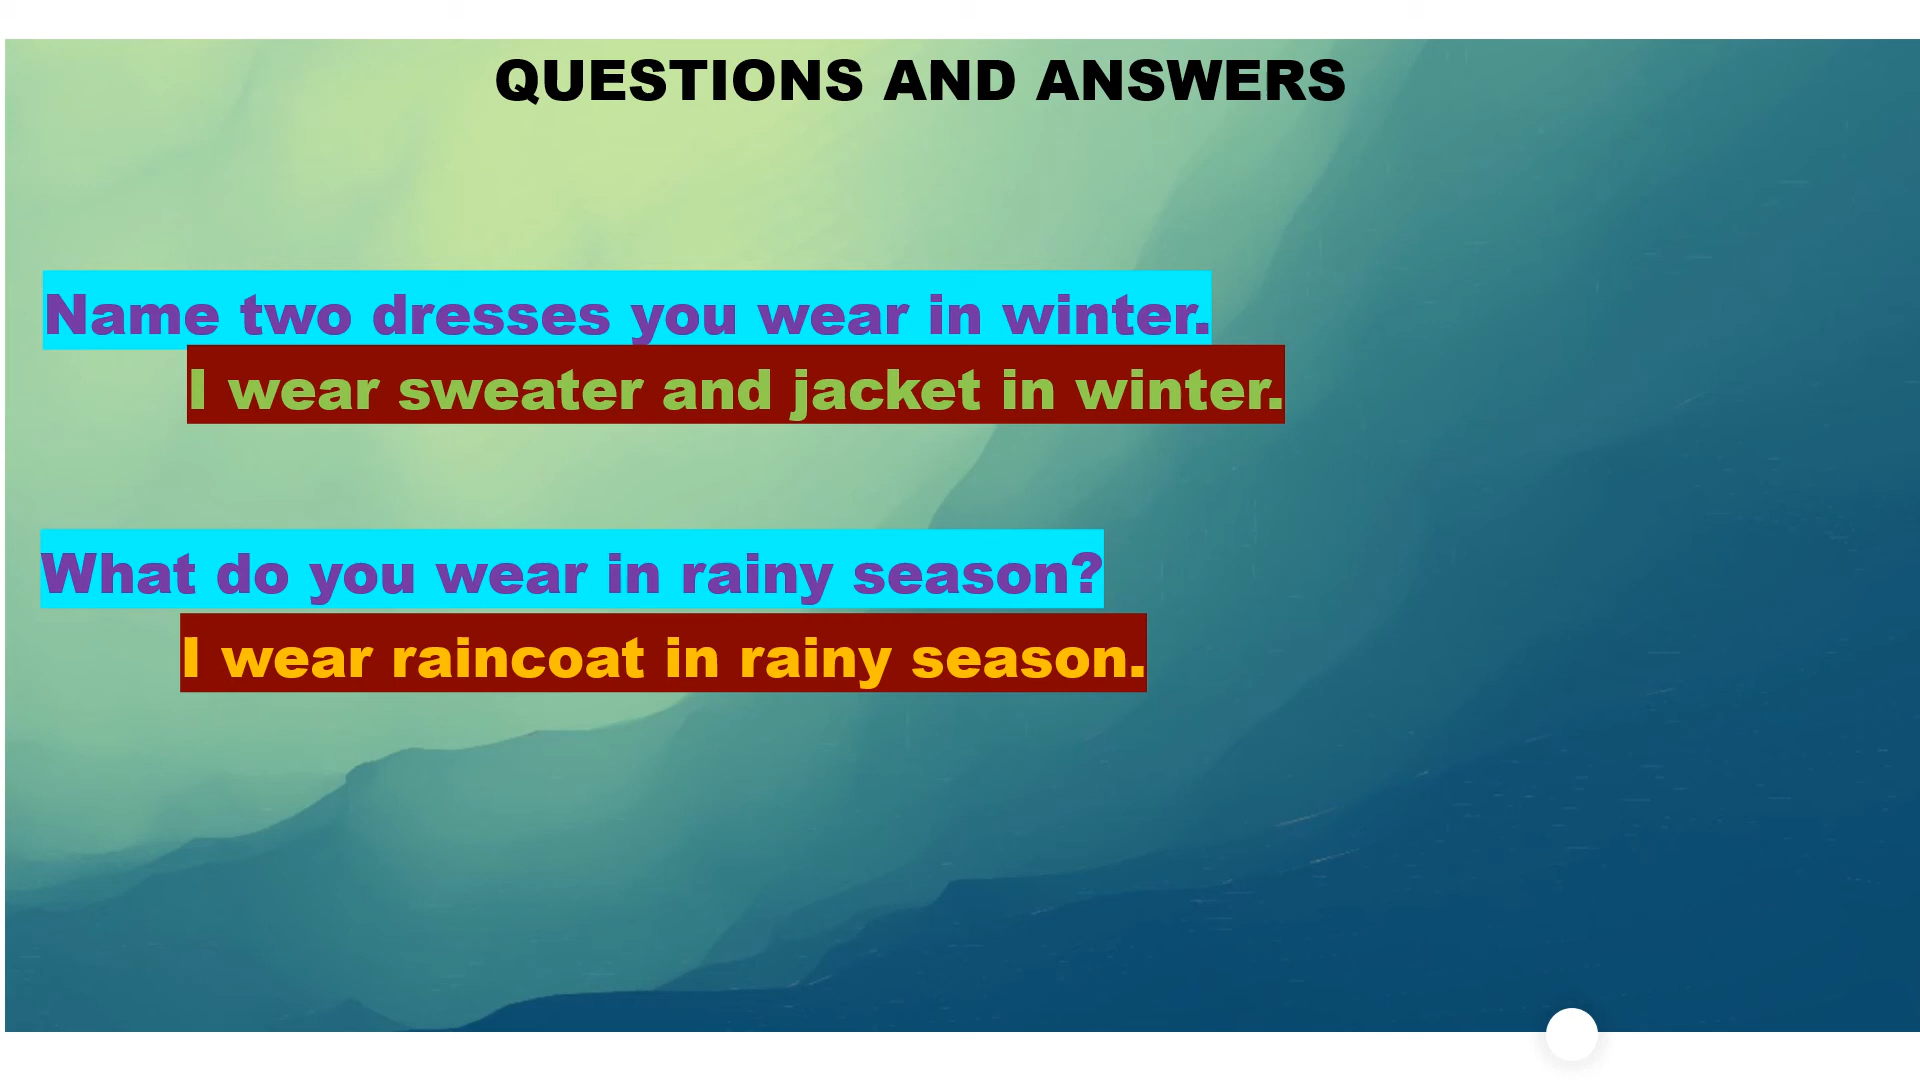 QUESTIONS AND ANSWERS
Name two dresses you wear in winter.
I wear sweater and jacket in winter.
What do you wear in rainy season?
I wear raincoat in rainy season.